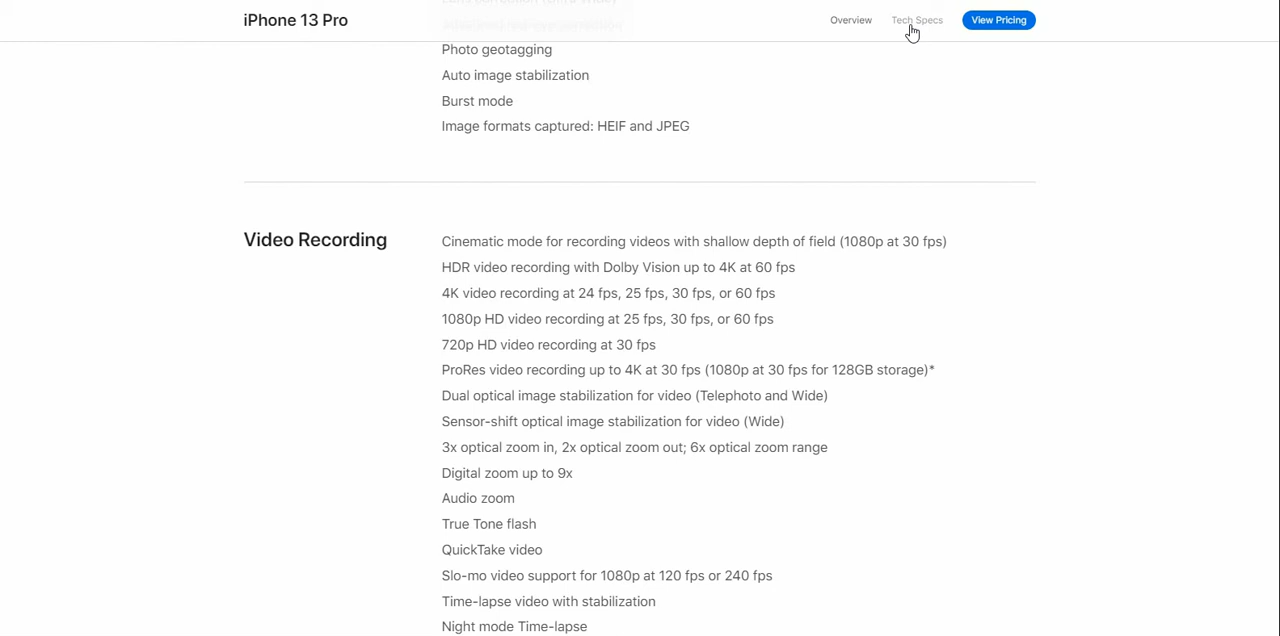 iPhone 13 Pro
Overview
Tech Specs
View Pricing
Photo geotagging
Auto image stabilization
Burst mode
Image formats captured: HEIF and JPEG
Video Recording
Cinematic mode for recording videos with shallow depth of field (1080p at 30 fps)
HDR video recording with Dolby Vision up to 4K at 60 fps
4K video recording at 24 fps, 25 fps, 30 fps, or 60 fps
1080p HD video recording at 25 fps, 30 fps, or 60 fps
720p HD video recording at 30 fps
ProRes video recording up to 4K at 30 fps (1080p at 30 fps for 128GB storage)*
Dual optical image stabilization for video (Telephoto and Wide)
Sensor-shift optical image stabilization for video (Wide)
3x optical zoom in, 2x optical zoom out; 6x optical zoom range
Digital zoom up to 9x
Audio zoom
True Tone flash
QuickTake video
Slo-mo video support for 1080p at 120 fps or 240 fps
Time-lapse video with stabilization
Night mode Time-lapse